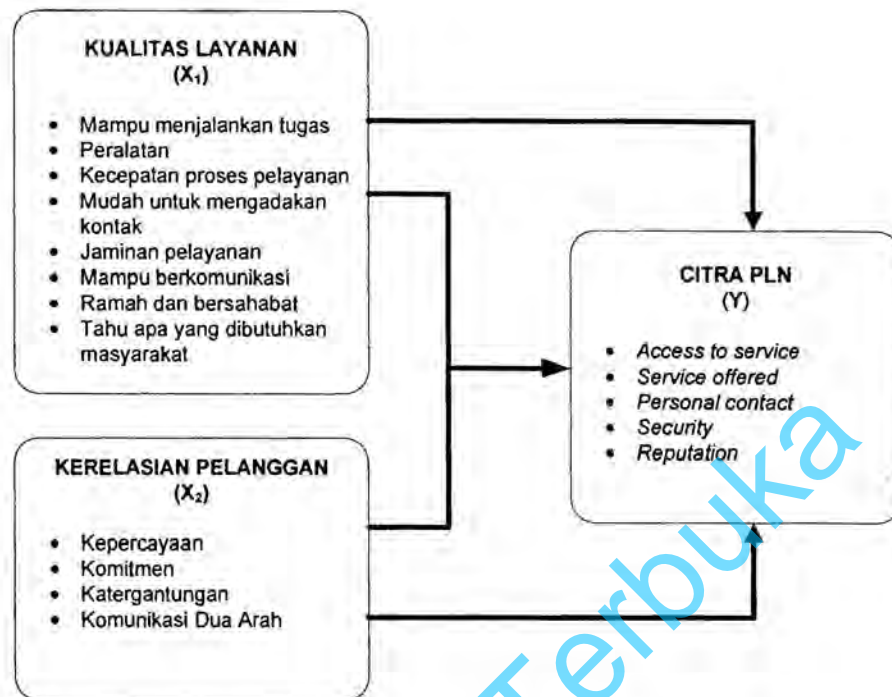 KUALITAS LAYANAN
(X₁)
• Mampu menjalankan tugas
• Peralatan
• Kecepatan proses pelayanan
• Mudah untuk mengadakan
kontak
• Jaminan pelayanan
• Mampu berkomunikasi
• Ramah dan bersahabat
• Tahu apa yang dibutuhkan
masyarakat
CITRA PLN
(Y)
• Access to service
• Service offered
• Personal contact
• Security
• Reputation
KERELASIAN PELANGGAN
(X₂)
• Kepercayaan
• Komitmen
• Katergantungan
• Komunikasi Dua Arah
Terbuka